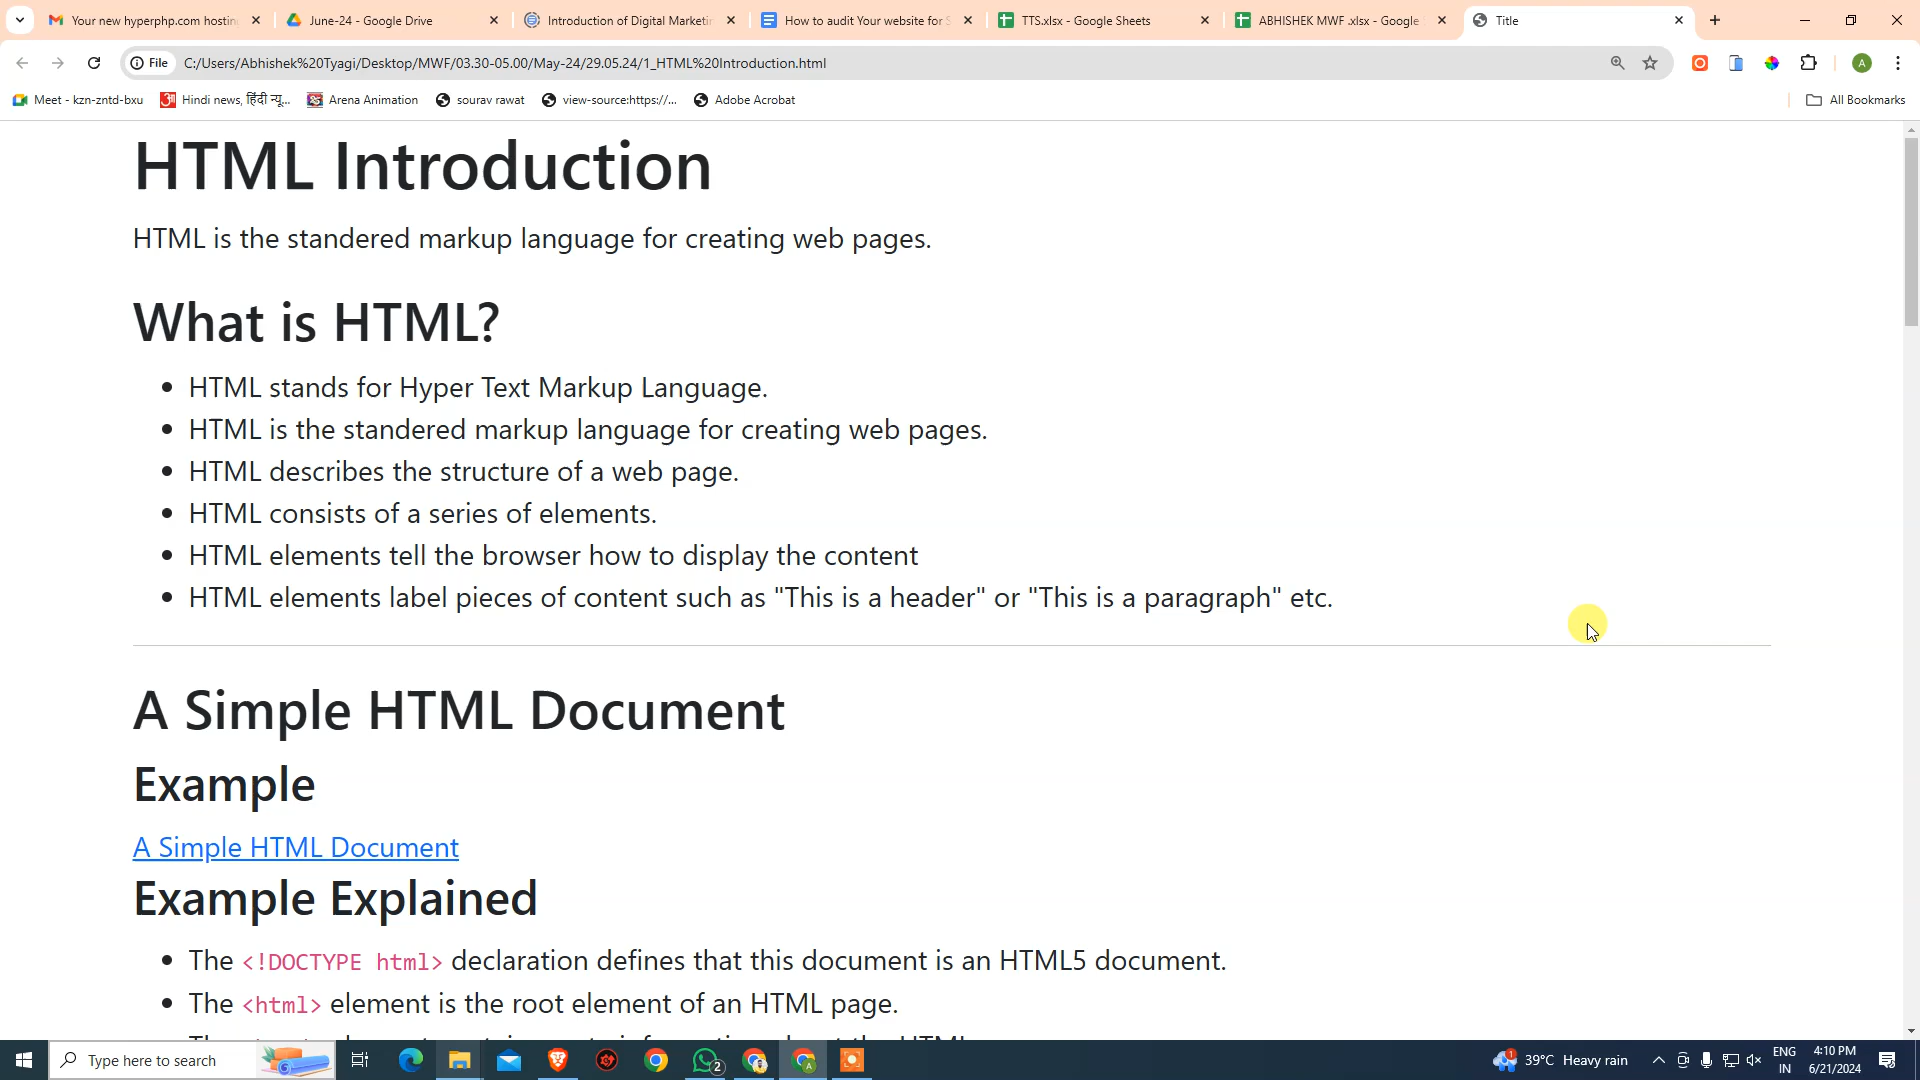 Your new hyperphp.com hostin
June-24 - Google Drive
Introduction of Digital Marketin
How to audit Your website for S
TTS.xlsx - Google Sheets
ABHISHEK MWF .xlsx - Google
Title
File
C:/Users/Abhishek%20Tyagi/Desktop/MWF/03.30-05.00/May-24/29.05.24/1_HTML%20Introduction.html
A
Meet - kzn-zntd-bxu
Hindi news, हिंदी न्यू...
Arena Animation
sourav rawat
view-source:https://...
Adobe Acrobat
All Bookmarks
HTML Introduction
HTML is the standered markup language for creating web pages.
What is HTML?
HTML stands for Hyper Text Markup Language.
HTML is the standered markup language for creating web pages.
HTML describes the structure of a web page.
HTML consists of a series of elements.
HTML elements tell the browser how to display the content
HTML elements label pieces of content such as "This is a header" or "This is a paragraph" etc.
A Simple HTML Document
Example
A Simple HTML Document
Example Explained
The <!DOCTYPE html> declaration defines that this document is an HTML5 document.
The <html> element is the root element of an HTML page.
Type here to search
2
A
1
39°C Heavy rain
ENG
IN
4:10 PM
6/21/2024